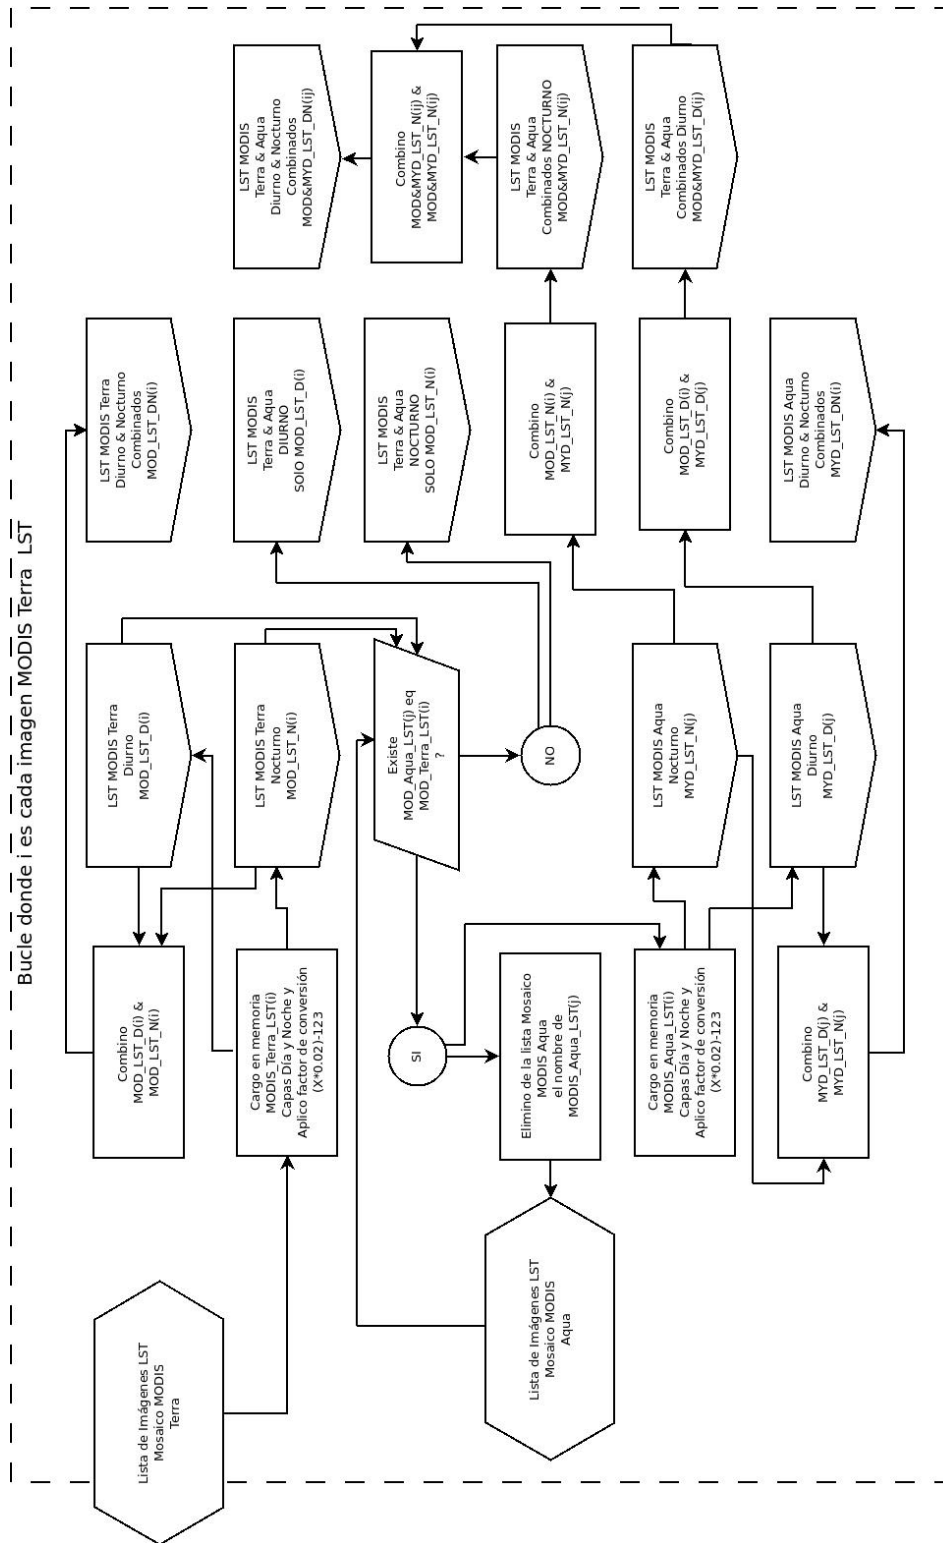 Bucle donde i es cada imagen MODIS Terra LST
Lista de Imágenes LST
Mosaico MODIS
Terra
Combino
MOD_LST_D(i) &
MOD_LST_N(i)
LST MODIS Terra
Diurno
MOD_LST_D(i)
LST MODIS Terra
Diurno & Nocturno
Combinados
MOD_LST_DN(i)
Cargo en memoria
MODIS_Terra_LST(i)
Capas Día y Noche y
Aplico factor de conversión
(X*0.02)-123
LST MODIS Terra
Nocturno
MOD_LST_N(i)
LST MODIS
Terra & Aqua
DIURNO
SOlO MOD_LST_D(i)
LST MODIS
Terra & Aqua
Diurno & Nocturno
Combinados
MOD&MYD_LST_DN(ij)
SI
Existe
MOD_Aqua_LST(j) eq
MOD_Terra_LST(i)
?
LST MODIS
Terra & Aqua
NOCTURNO
SOLO MOD_LST_N(i)
Combino
MOD&MYD_LST_N(ij) &
MOD&MYD_LST_N(ij)
Lista de Imágenes LST
Mosaico MODIS
Aqua
Elimino de la lista Mosaico
MODIS Aqua
el nombre de
MODIS_Aqua_LST(j)
NO
Combino
MOD_LST_N(i) &
MYD_LST_N(j)
LST MODIS
Terra & Aqua
Combinados NOCTURNO
MOD&MYD_LST_N(ij)
Cargo en memoria
MODIS_Aqua_LST(i)
Capas Día y Noche y
Aplico factor de conversión
(X*0.02)-123
LST MODIS Aqua
Nocturno
MYD_LST_N(j)
Combino
MOD_LST_D(i) &
MYD_LST_D(j)
LST MODIS
Terra & Aqua
Combinados Diurno
MOD&MYD_LST_D(ij)
Combino
MYD_LST_D(j) &
MYD_LST_N(j)
LST MODIS Aqua
Diurno
MYD_LST_D(j)
LST MODIS Aqua
Diurno & Nocturno
Combinados
MYD_LST_DN(i)